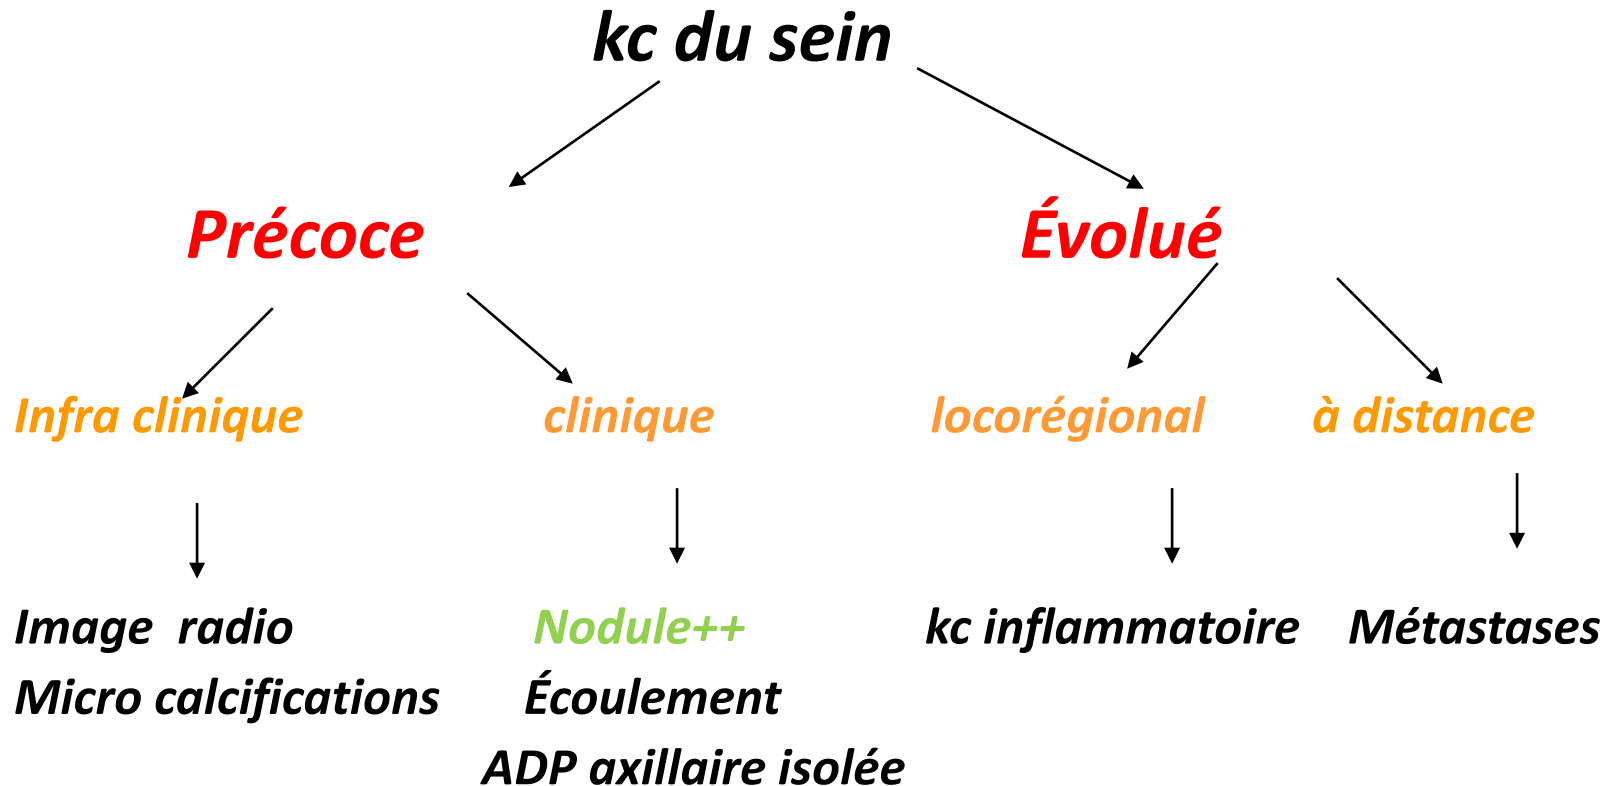 kc du sein
Précoce
Évolué
Infra clinique
clinique
locorégional
à distance
Image radio
Micro calcifications
Nodule++
Écoulement
ADP axillaire isolée
kc inflammatoire
Métastases